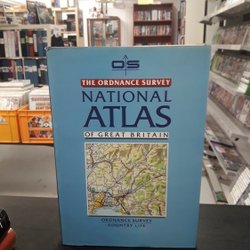 OS
THE ORDNANCE SURVEY
NATIONAL
ATLAS
OF GREAT BRITAIN
ORDNANCE SURVEY
COUNTRY LIFE